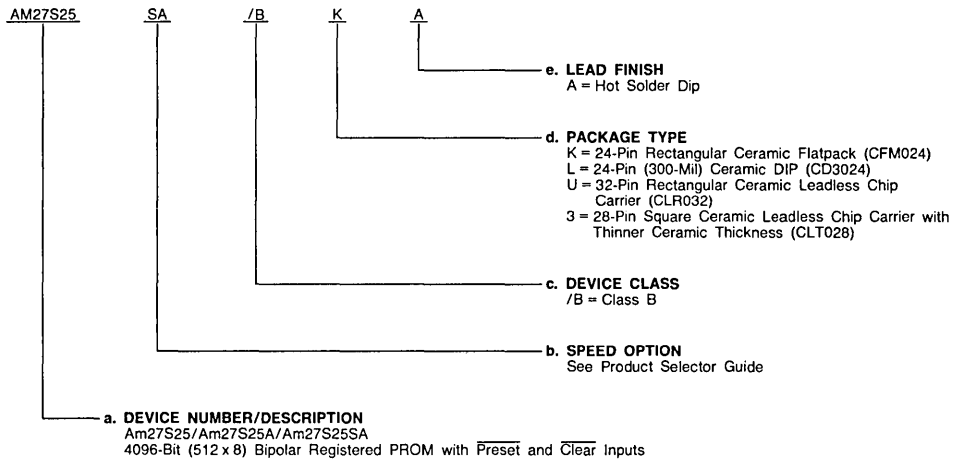 AM27S25 SA /B K A
e. LEAD FINISH
A = Hot Solder Dip
d. PACKAGE TYPE
K = 24-Pin Rectangular Ceramic Flatpack (CFM024)
L = 24-Pin (300-Mil) Ceramic DIP (CD3024)
U = 32-Pin Rectangular Ceramic Leadless Chip
Carrier (CLR032)
3 = 28-Pin Square Ceramic Leadless Chip Carrier with
Thinner Ceramic Thickness (CLT028)
c. DEVICE CLASS
/B = Class B
b. SPEED OPTION
See Product Selector Guide
a. DEVICE NUMBER/DESCRIPTION
Am27S25/Am27S25A/Am27S25SA
4096-Bit (512 x 8) Bipolar Registered PROM with Preset and Clear Inputs